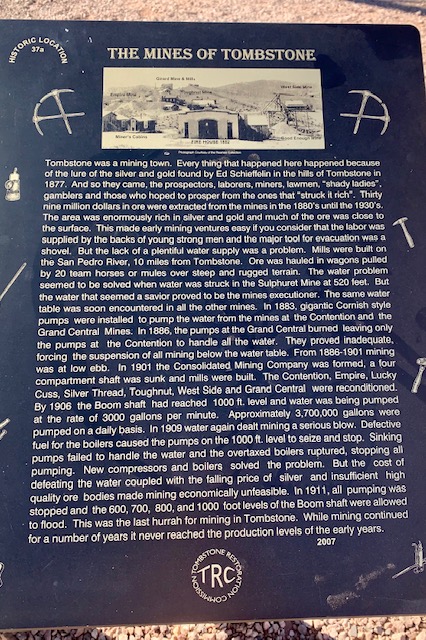 HISTORIC LOCATION
37a
THE MINES OF TOMBSTONE
Girard Mine & Mills
Empire Mine
West Side Mine
Miner's Cabins
FIRE HOUSE 1882
Tombstone was a mining town. Every thing that happened here happened because
of the lure of the silver and gold found by Ed Schieffelin in the hills of Tombstone in
1877. And so they came, the prospectors, laborers, miners, lawmen, "shady ladies",
gamblers and those who hoped to prosper from the ones that "struck it rich". Thirty
nine million dollars in ore were extracted from the mines in the 1880's until the 1930's.
The area was enormously rich in silver and gold and much of the ore was close to
the surface. This made early mining ventures easy if you consider that the labor was
supplied by the backs of young strong men and the major tool for evacuation was a
shovel. But the lack of a plentiful water supply was a problem. Mills were built on
the San Pedro River, 10 miles from Tombstone. Ore was hauled in wagons pulled
by 20 team horses or mules over steep and rugged terrain. The water problem
seemed to be solved when water was struck in the Sulphuret Mine at 520 feet. But
the water that seemed a savior proved to be the mines executioner. The same water
table was soon encountered in all the other mines. In 1883, gigantic Cornish style
pumps were installed to pump the water from the mines at the Contention and the
Grand Central Mines. In 1886, the pumps at the Grand Central burned leaving only
the pumps at the Contention to handle all the water. They proved inadequate,
forcing the suspension of all mining below the water table. From 1886-1901 mining
was at low ebb. In 1901 the Consolidated Mining Company was formed, a four
compartment shaft was sunk and mills were built. The Contention, Empire, Lucky
Cuss, Silver Thread, Toughnut, West Side and Grand Central were reconditioned.
By 1906 the Boom shaft had reached 1000 ft. level and water was being pumped
at the rate of 3000 gallons per minute. Approximately 3,700,000 gallons were
pumped on a daily basis. In 1909 water again dealt mining a serious blow. Defective
fuel for the boilers caused the pumps on the 1000 ft. level to seize and stop. Sinking
pumps failed to handle the water and the overtaxed boilers ruptured, stopping all
pumping. New compressors and boilers solved the problem. But the cost of
defeating the water coupled with the falling price of silver and insufficient high
quality ore bodies made mining economically unfeasible. In 1911, all pumping was
stopped and the 600, 700, 800, and 1000 foot levels of the Boom shaft were allowed
to flood. This was the last hurrah for mining in Tombstone. While mining continued
for a number of years it never reached the production levels of the early years.
2007
TOMBSTONE RESTORATION
TRC
COMMISSION